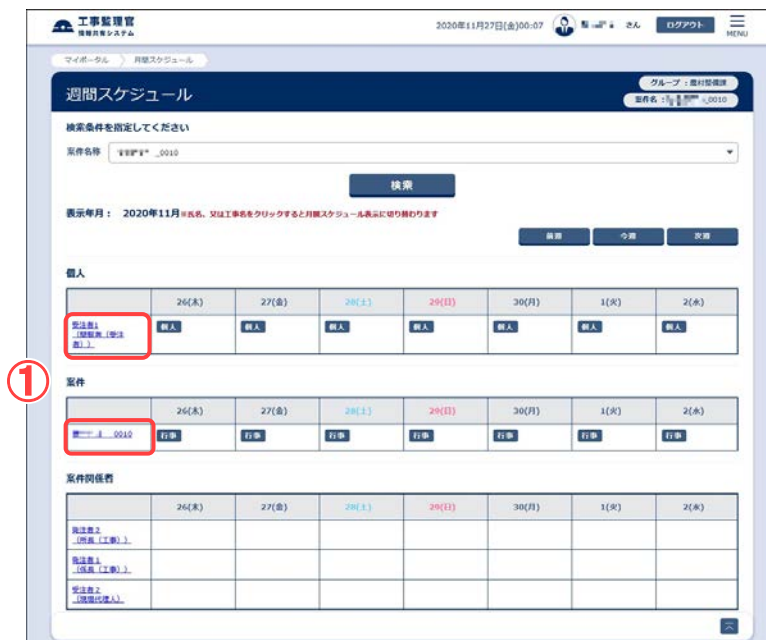 工事監理官
情報共有システム
2020年11月27日(金)00:07
さん
ログアウト
MENU
マイポータル
月間スケジュール
週間スケジュール
グループ：農村整備課
案件名：
_0010
検索条件を指定してください
案件名称
_0010
検索
表示年月： 2020年11月※氏名、又は工事名をクリックすると月間スケジュール表示に切り替わります
前週
今週
次週
個人
26(木) 27(金) 28(土) 29(日) 30(月) 1(火) 2(水)
受注者1
（閲覧者（受注
者））
個人 個人 個人 個人 個人 個人 個人
①
案件
26(木) 27(金) 28(土) 29(日) 30(月) 1(火) 2(水)
_0010
行事 行事 行事 行事 行事 行事 行事
案件関係者
26(木) 27(金) 28(土) 29(日) 30(月) 1(火) 2(水)
発注者2
（所長（工事））
発注者1
（係長（工事））
受注者2
（現場代理人）